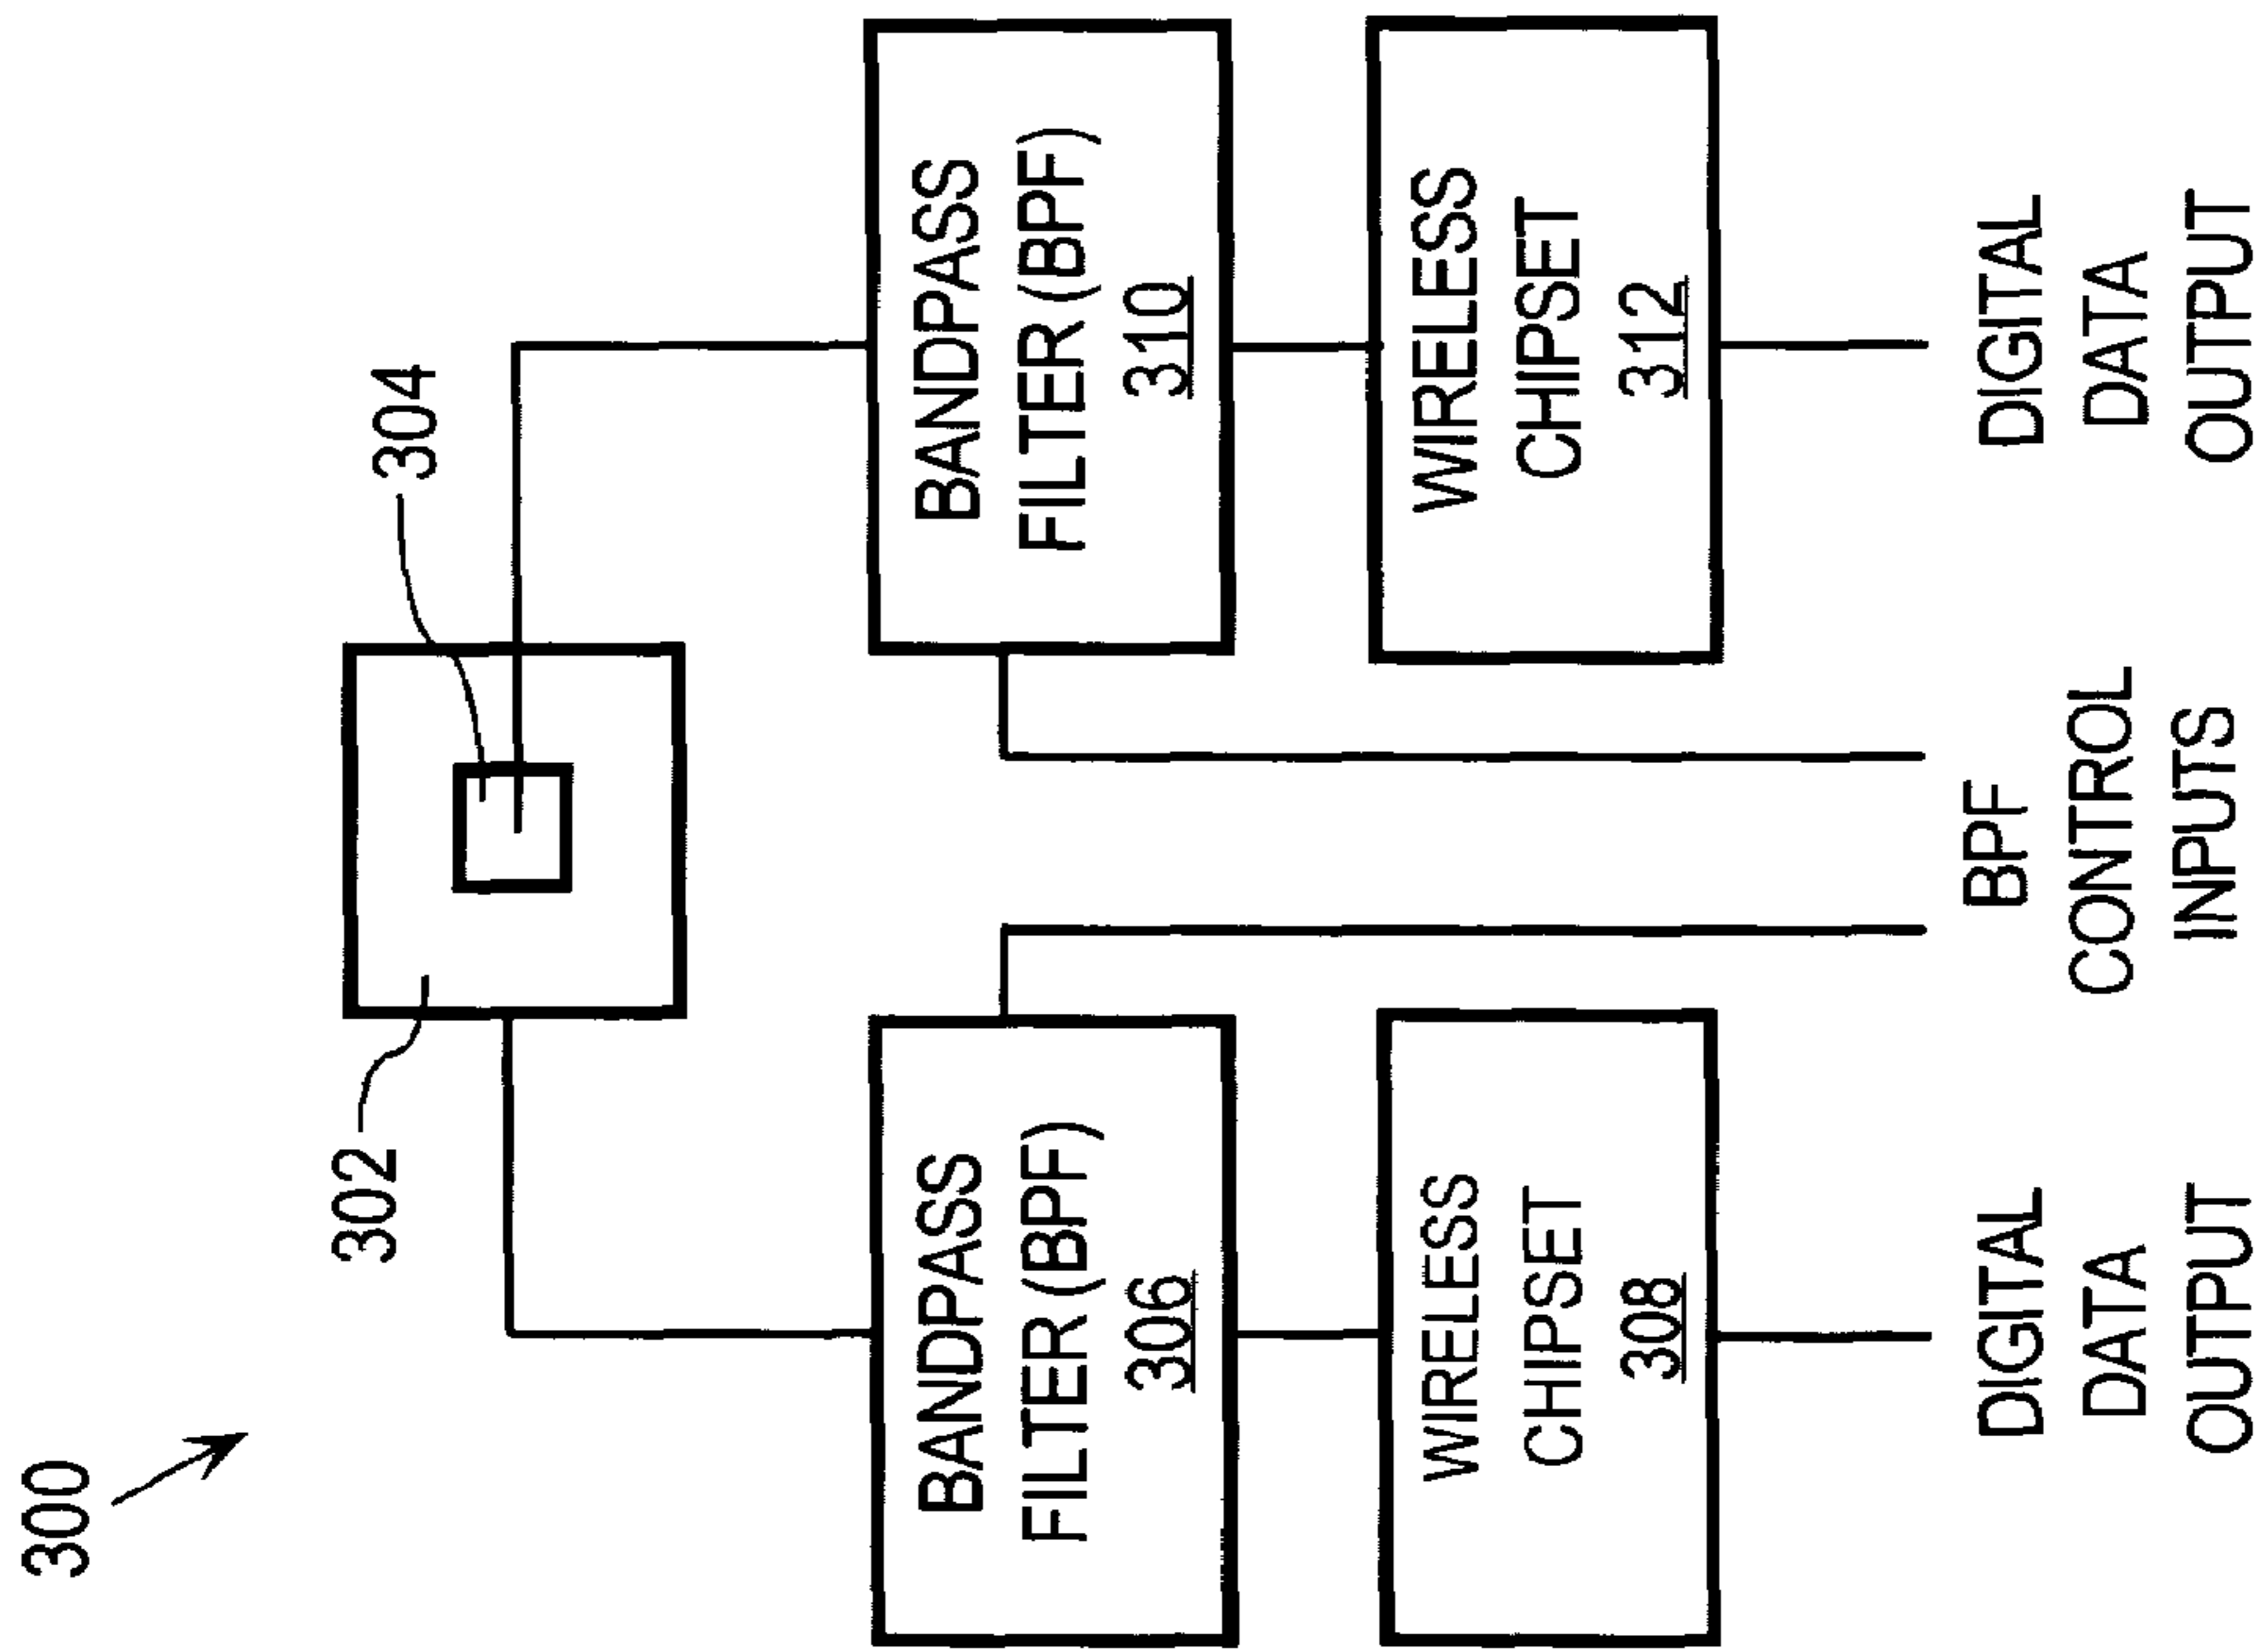 300
302
304
BANDPASS
FILTER (BPF)
306
BANDPASS
FILTER (BPF)
310
WIRELESS
CHIPSET
308
WIRELESS
CHIPSET
312
DIGITAL
DATA
OUTPUT
BPF
CONTROL
INPUTS
DIGITAL
DATA
OUTPUT